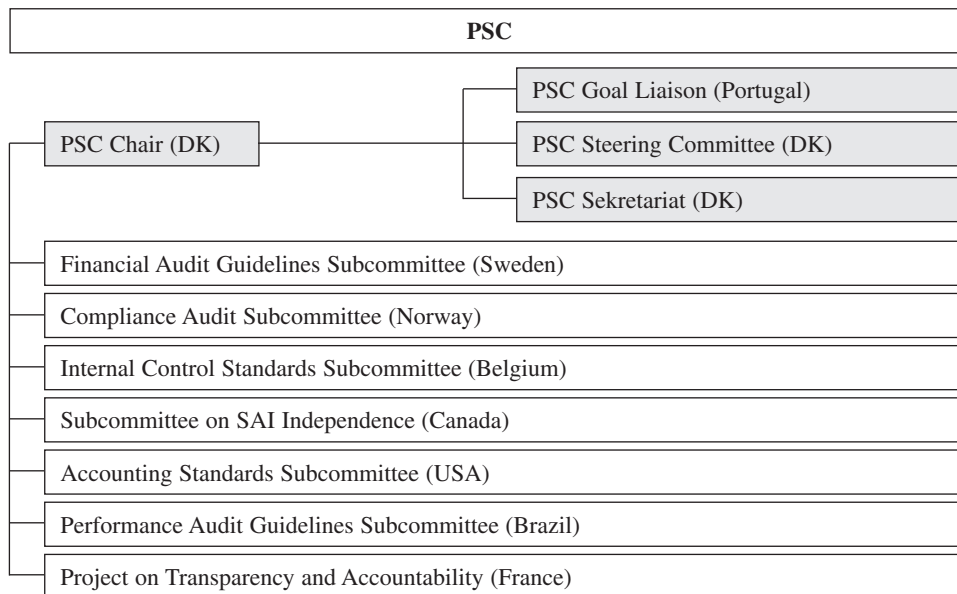 PSC
PSC Goal Liaison (Portugal)
PSC Chair (DK)
PSC Steering Committee (DK)
PSC Sekretariat (DK)
Financial Audit Guidelines Subcommittee (Sweden)
Compliance Audit Subcommittee (Norway)
Internal Control Standards Subcommittee (Belgium)
Subcommittee on SAI Independence (Canada)
Accounting Standards Subcommittee (USA)
Performance Audit Guidelines Subcommittee (Brazil)
Project on Transparency and Accountability (France)